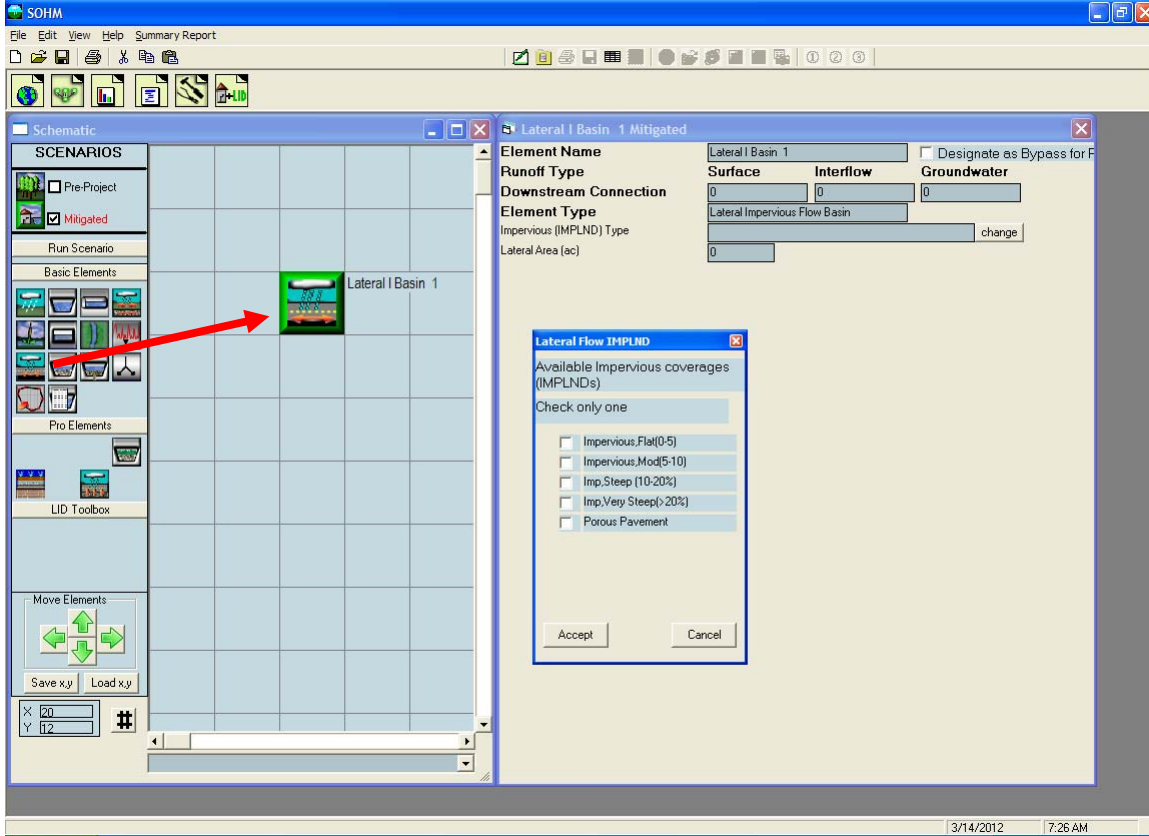 SOHM
File Edit View Help Summary Report
Schematic
SCENARIOS
Pre-Project
Mitigated
Run Scenario
Basic Elements
Pro Elements
LID Toolbox
Move Elements
Save x,y Load x,y
X 20
Y 12
#
Lateral I Basin 1
Lateral I Basin 1 Mitigated
Element Name Lateral I Basin 1 Designate as Bypass for P
Runoff Type Surface Interflow Groundwater
Downstream Connection 0 0 0
Element Type Lateral Impervious Flow Basin
Impervious (IMPLND) Type change
Lateral Area (ac) 0
Lateral Flow IMPLND
Available Impervious coverages
(IMPLNDs)
Check only one
Impervious,Flat(0-5)
Impervious,Mod(5-10)
Imp,Steep (10-20%)
Imp,Very Steep(>20%)
Porous Pavement
Accept Cancel
3/14/2012 7:26 AM